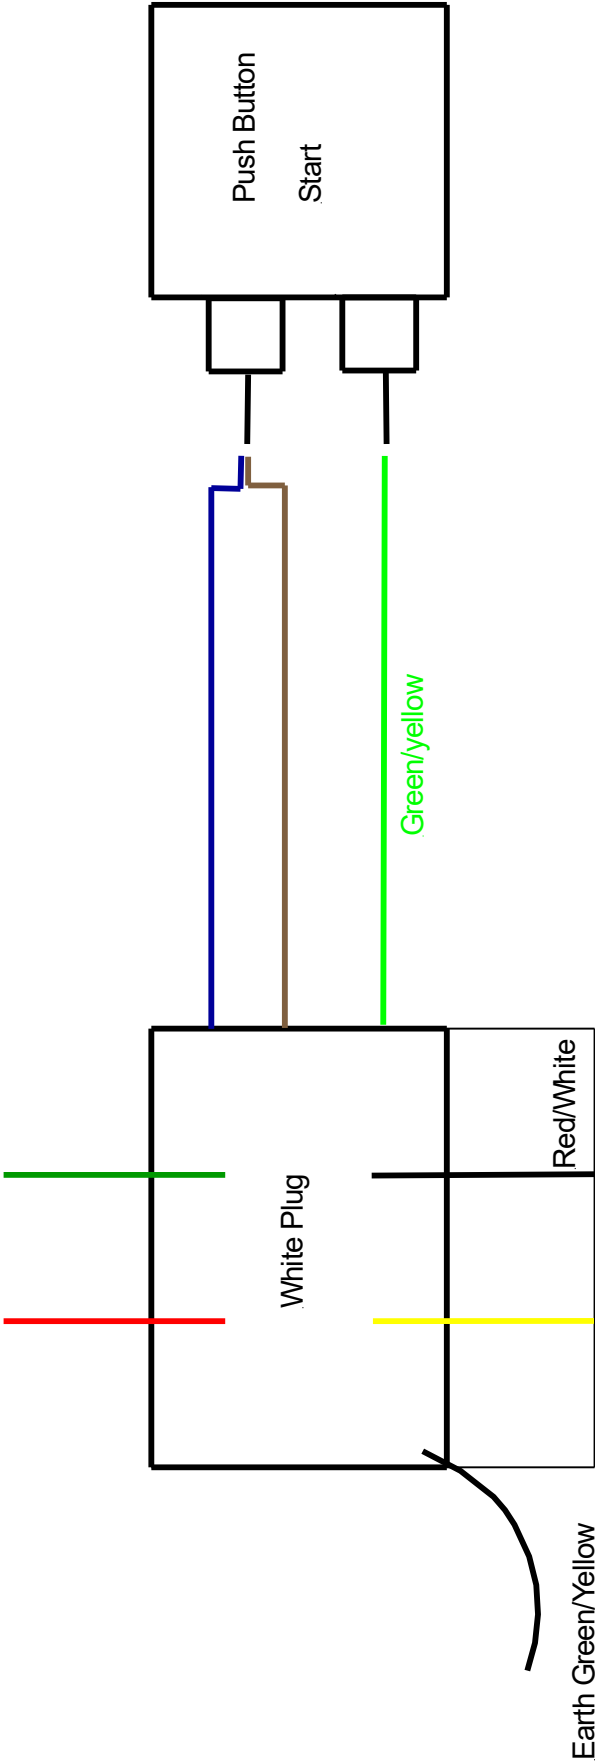 Push Button
Start
Green/yellow
Red/White
White Plug
Earth Green/Yellow